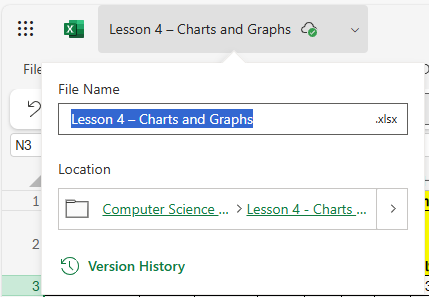 Lesson 4 – Charts and Graphs
File Name
Lesson 4 – Charts and Graphs .xlsx
N3
Location
Computer Science ... > Lesson 4 - Charts ... >
1
2
Version History
3